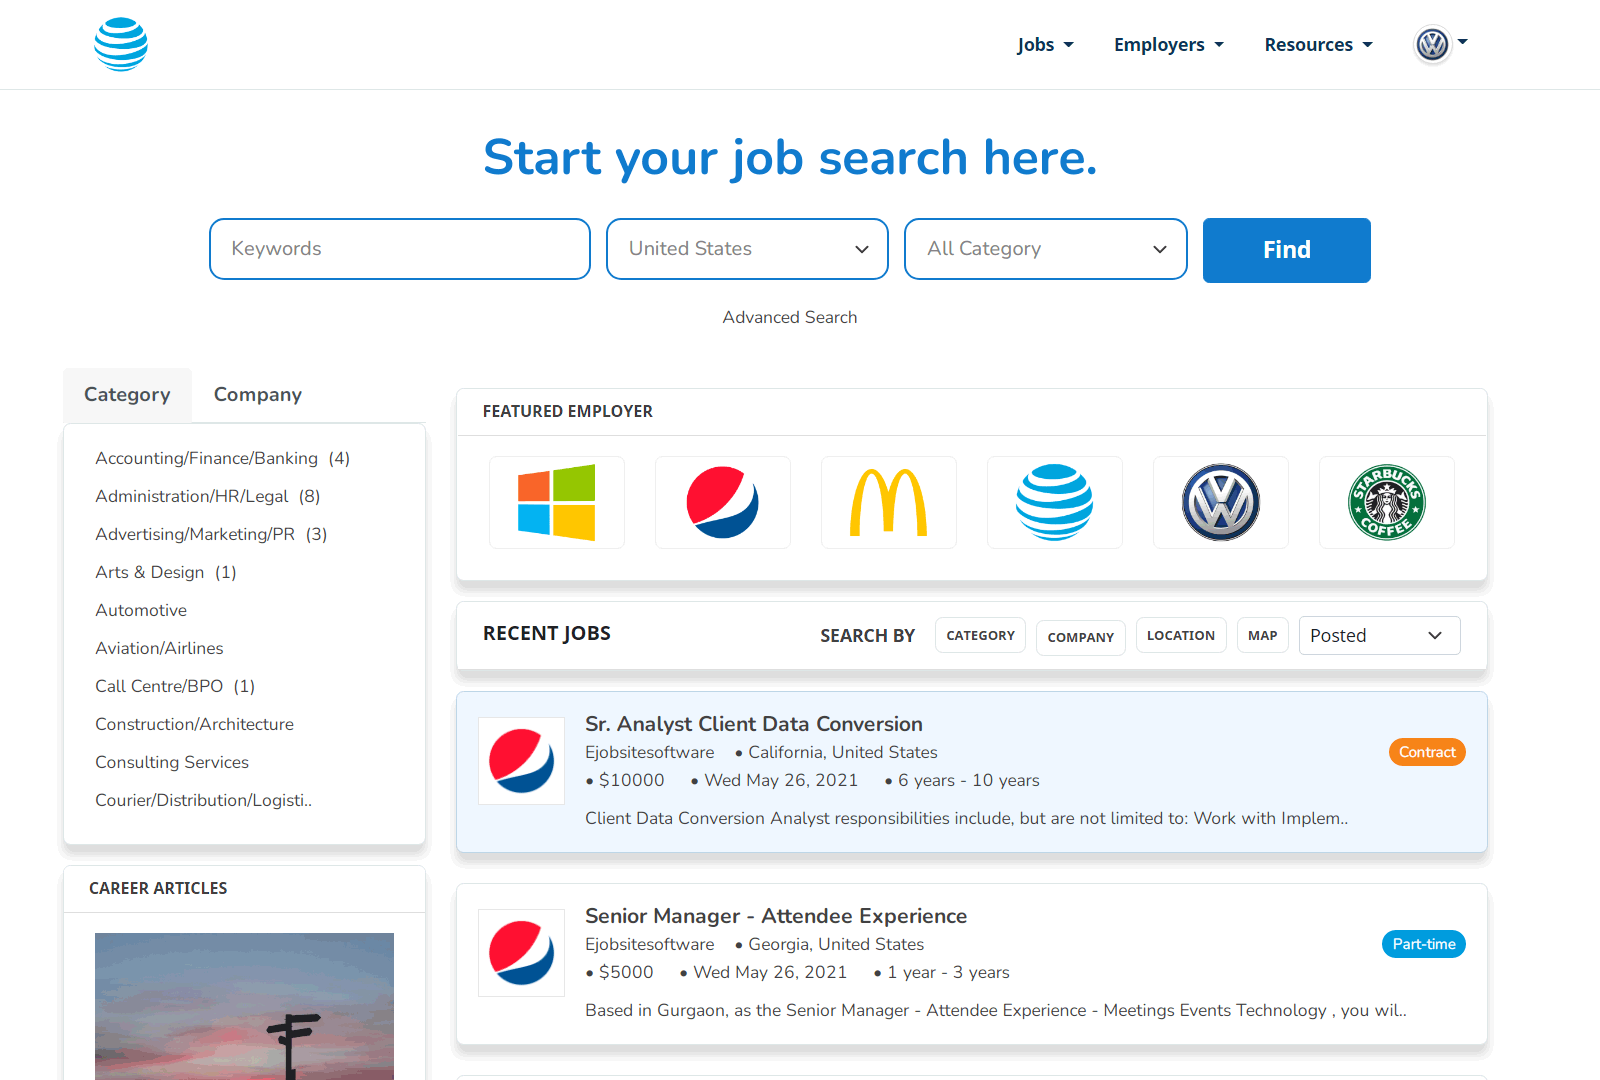 Jobs
Employers
Resources
Start your job search here.
Keywords
United States
All Category
Find
Advanced Search
Category
Company
Accounting/Finance/Banking (4)
Administration/HR/Legal (8)
Advertising/Marketing/PR (3)
Arts & Design (1)
Automotive
Aviation/Airlines
Call Centre/BPO (1)
Construction/Architecture
Consulting Services
Courier/Distribution/Logisti..
CAREER ARTICLES
FEATURED EMPLOYER
STARBUCKS
COFFEE
RECENT JOBS
SEARCH BY
CATEGORY
COMPANY
LOCATION
MAP
Posted
Sr. Analyst Client Data Conversion
Ejobsitesoftware • California, United States
• $10000 • Wed May 26, 2021 • 6 years - 10 years
Contract
Client Data Conversion Analyst responsibilities include, but are not limited to: Work with Implem..
Senior Manager - Attendee Experience
Ejobsitesoftware • Georgia, United States
• $5000 • Wed May 26, 2021 • 1 year - 3 years
Part-time
Based in Gurgaon, as the Senior Manager - Attendee Experience - Meetings Events Technology , you wil..